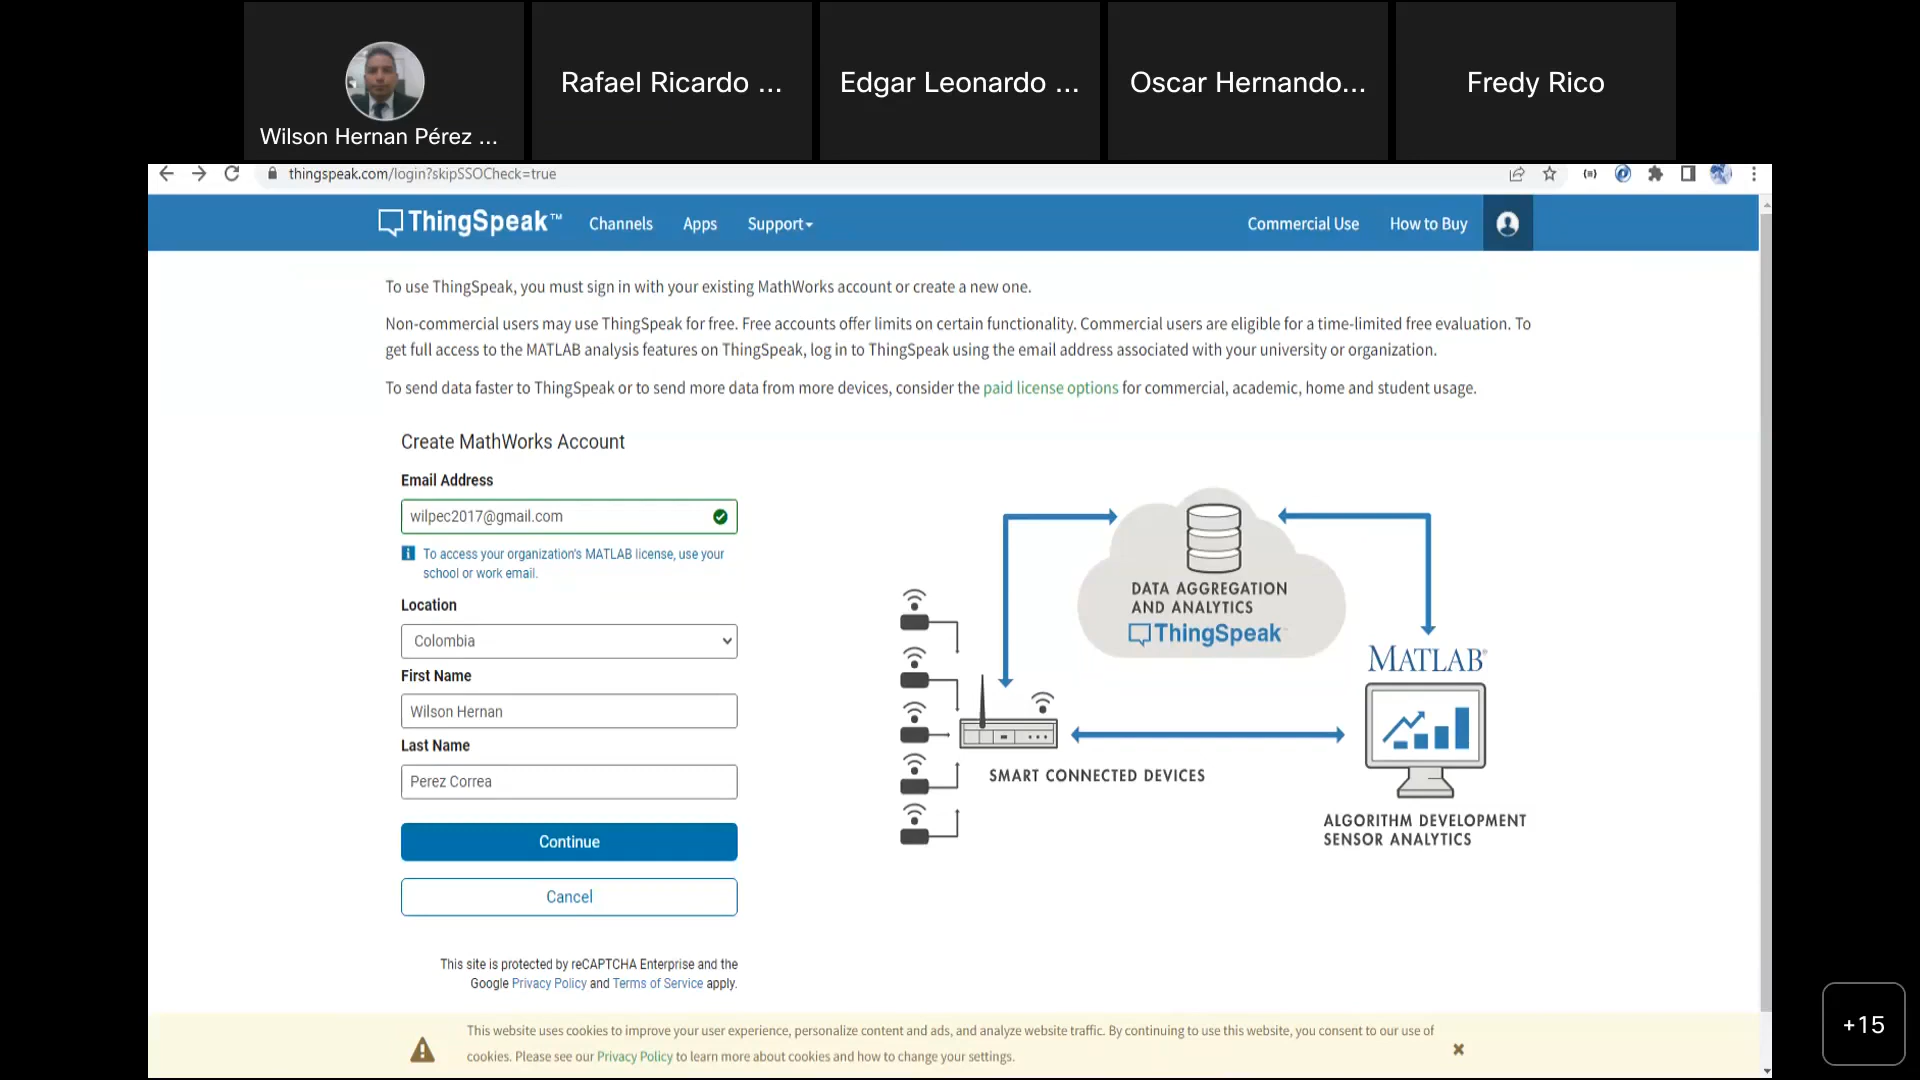 Wilson Hernan Pérez ...
Rafael Ricardo ...
Edgar Leonardo ...
Oscar Hernando...
Fredy Rico
thingspeak.com/login?skipSSOCheck=true
ThingSpeak™
Channels
Apps
Support
Commercial Use
How to Buy
To use ThingSpeak, you must sign in with your existing MathWorks account or create a new one.
Non-commercial users may use ThingSpeak for free. Free accounts offer limits on certain functionality. Commercial users are eligible for a time-limited free evaluation. To
get full access to the MATLAB analysis features on ThingSpeak, log in to ThingSpeak using the email address associated with your university or organization.
To send data faster to ThingSpeak or to send more data from more devices, consider the paid license options for commercial, academic, home and student usage.
Create MathWorks Account
Email Address
wilpec2017@gmail.com
To access your organization's MATLAB license, use your
school or work email.
Location
Colombia
First Name
Wilson Hernan
Last Name
Perez Correa
Continue
Cancel
This site is protected by reCAPTCHA Enterprise and the
Google Privacy Policy and Terms of Service apply.
DATA AGGREGATION
AND ANALYTICS
ThingSpeak
MATLAB®
SMART CONNECTED DEVICES
ALGORITHM DEVELOPMENT
SENSOR ANALYTICS
This website uses cookies to improve your user experience, personalize content and ads, and analyze website traffic. By continuing to use this website, you consent to our use of
cookies. Please see our Privacy Policy to learn more about cookies and how to change your settings.
+15